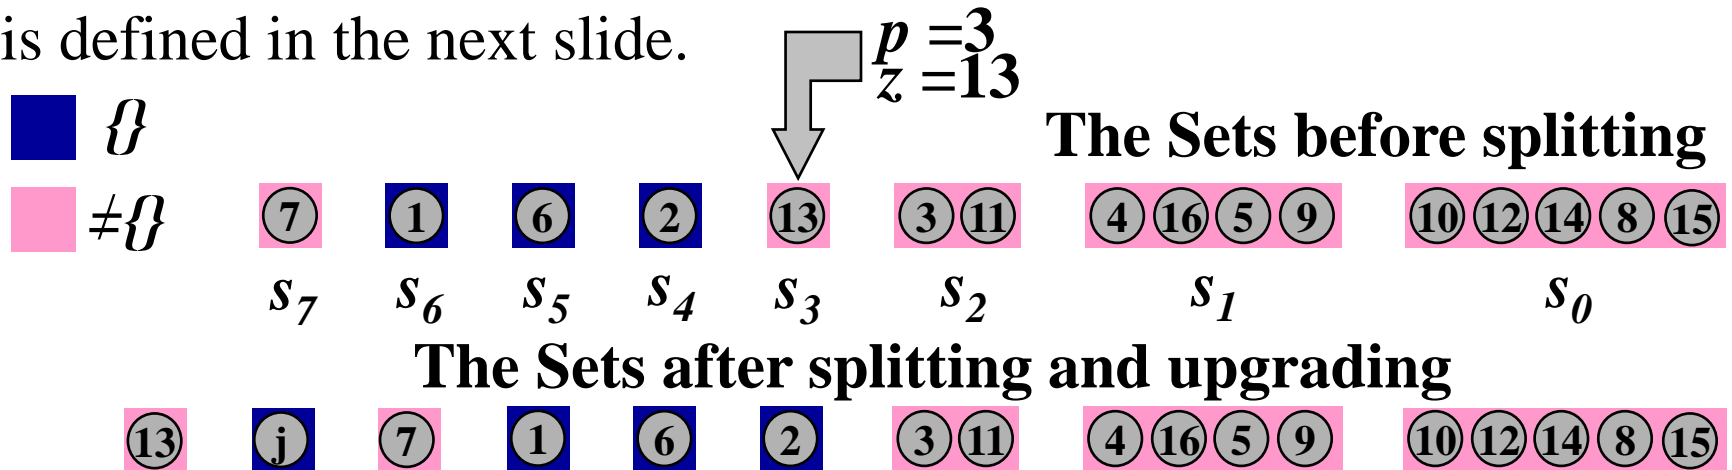 is defined in the next slide.
p =3
z =13
{}
The Sets before splitting
≠{}
7 1 6 2 13 3 11 4 16 5 9 10 12 14 8 15
s7 s6 s5 s4 s3 s2 s1 s0
The Sets after splitting and upgrading
13 j 7 1 6 2 3 11 4 16 5 9 10 12 14 8 15